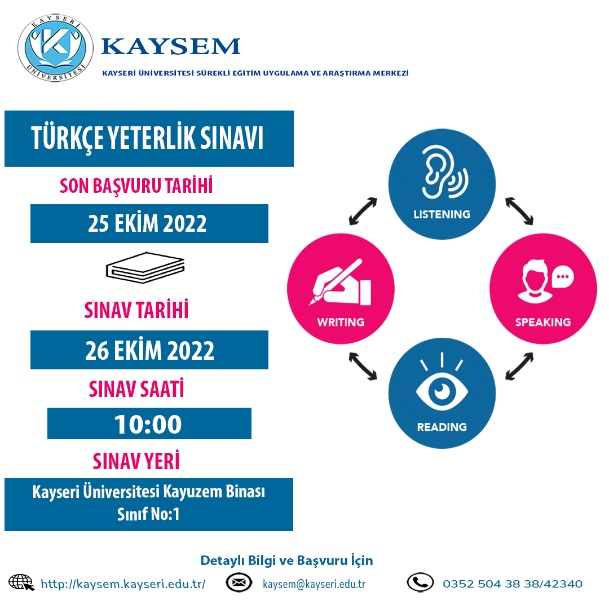 KAYSERİ
ÜNİVERSİTESİ
KAYSEM
KAYSERİ ÜNİVERSİTESİ SÜREKLİ EĞİTİM UYGULAMA VE ARAŞTIRMA MERKEZİ
TÜRKÇE YETERLİK SINAVI
SON BAŞVURU TARİHİ
25 EKİM 2022
SINAV TARİHİ
26 EKİM 2022
SINAV SAATİ
10:00
SINAV YERİ
Kayseri Üniversitesi Kayuzem Binası
Sınıf No:1
LISTENING
WRITING
SPEAKING
READING
Detaylı Bilgi ve Başvuru İçin
http://kaysem.kayseri.edu.tr/
kaysem@kayseri.edu.tr
0352 504 38 38/42340